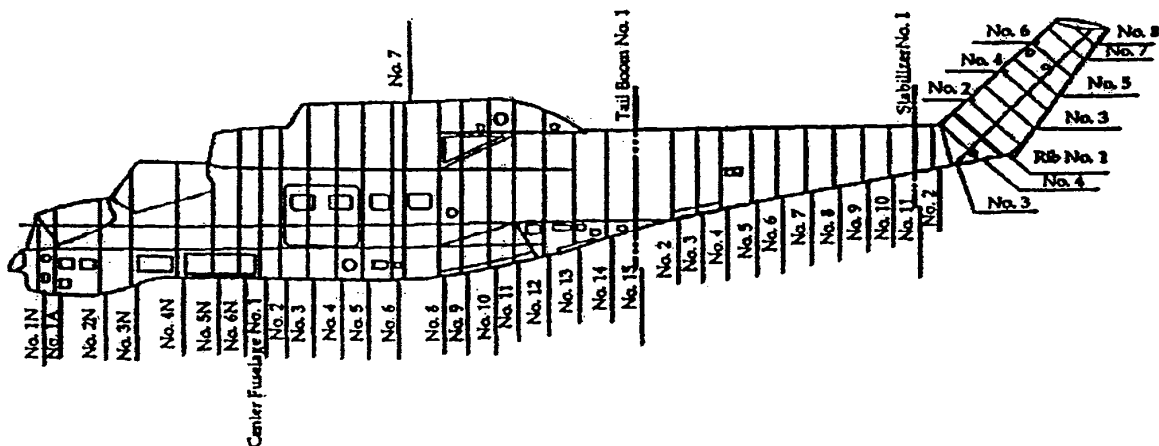 No. 7
Tail Boom No. 1
Stabilizer No. 1
No. 6
No. 4
No. 2
No. 8
No. 7
No. 5
No. 3
Rib No. 2
No. 4
No. 3
No. 1N
No. 1A
No. 2N
No. 3N
No. 4N
No. 5N
No. 6N
Center Fuselage No. 1
No. 2
No. 3
No. 4
No. 5
No. 6
No. 8
No. 9
No. 10
No. 11
No. 12
No. 13
No. 14
No. 15
No. 2
No. 3
No. 4
No. 5
No. 6
No. 7
No. 8
No. 9
No. 10
No. 11
No. 2